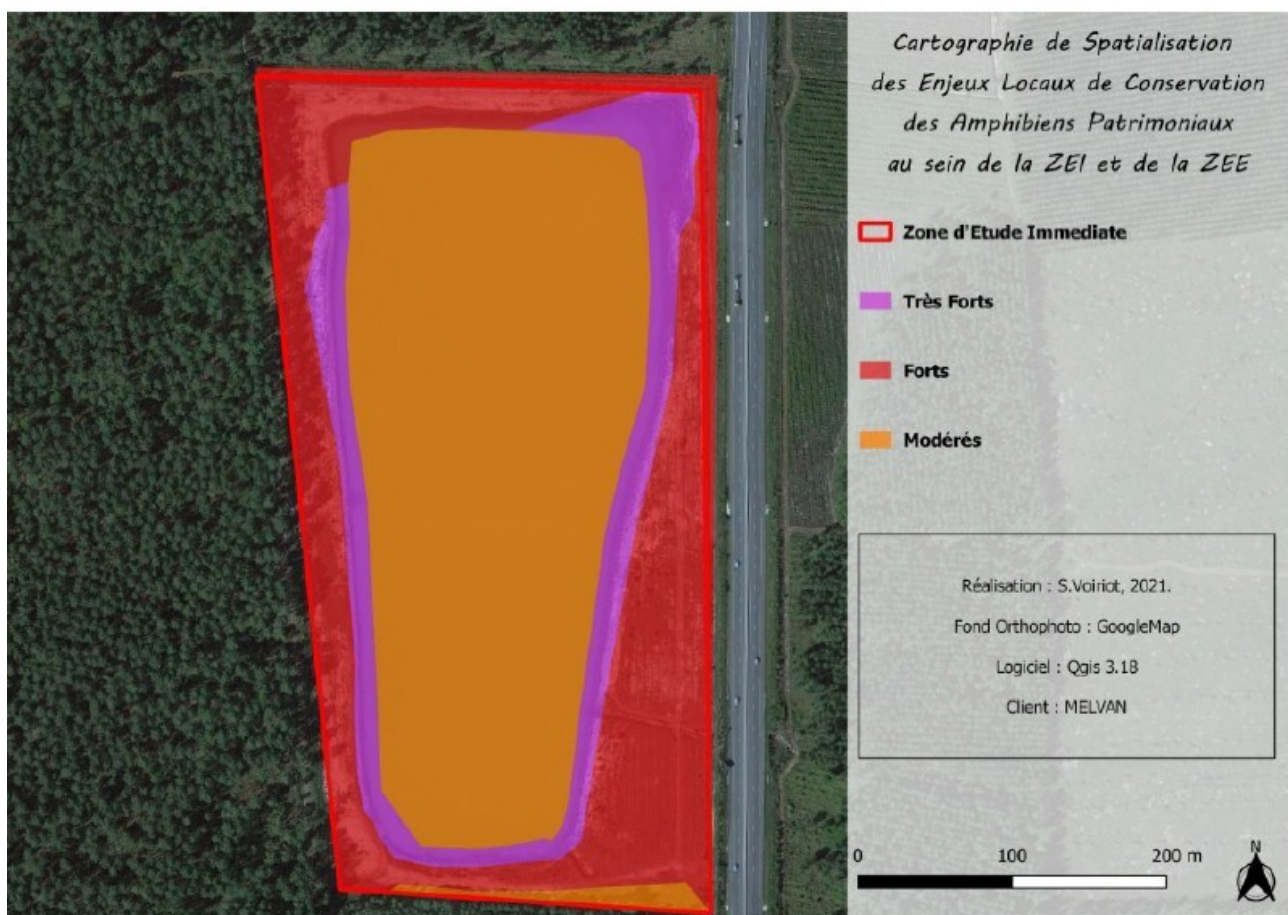 Cartographie de Spatialisation
des Enjeux Locaux de Conservation
des Amphibiens Patrimoniaux
au sein de la ZEI et de la ZEE
Zone d'Etude Immediate
Très Forts
Forts
Modérés
Réalisation : S.Voiriot, 2021.
Fond Orthophoto : GoogleMap
Logiciel : Qgis 3.18
Client : MELVAN
0 100 200 m
N